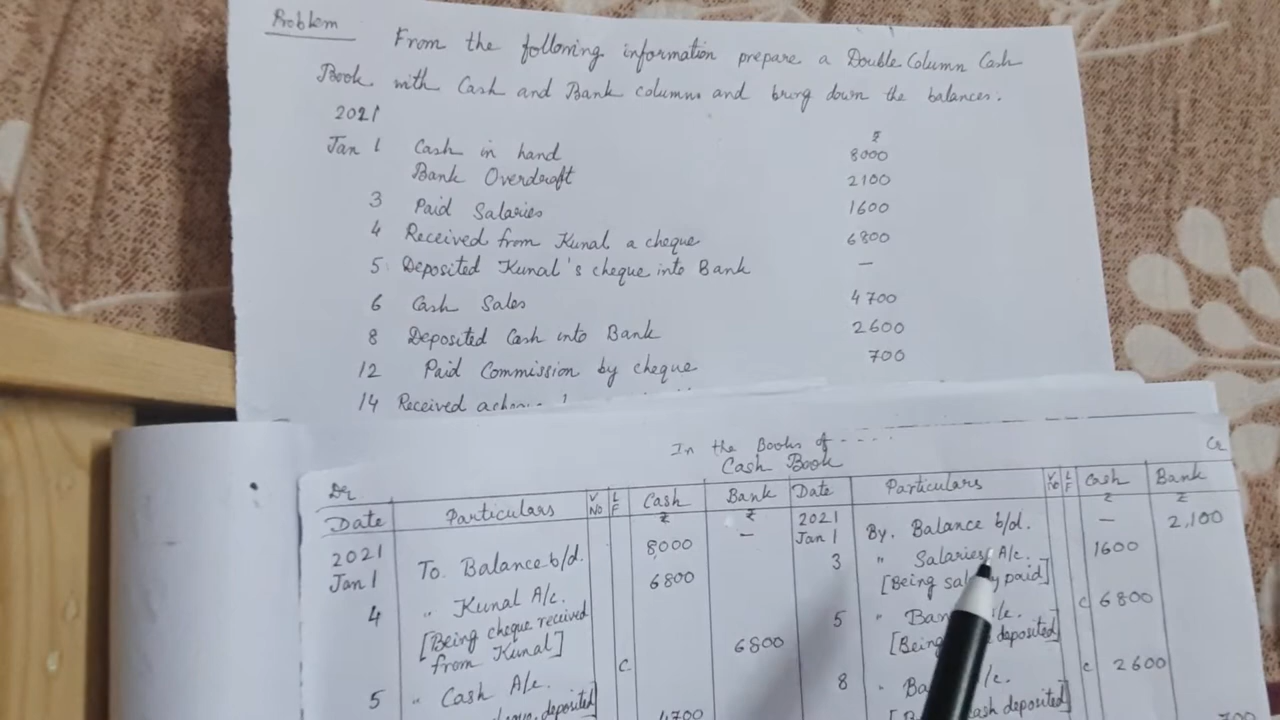 Problem
From the following information prepare a Double Column Cash
Book with Cash and Bank columns and bring down the balances.
2021
₹
Jan 1 Cash in hand 8000
Bank Overdraft 2100
3 Paid Salaries 1600
4 Received from Kunal a cheque 6800
5 Deposited Kunal's cheque into Bank —
6 Cash Sales 4700
8 Deposited Cash into Bank 2600
12 Paid Commission by cheque 700
14 Received a
In the Books of - - - -
Cash Book
Dr Cr
Date Particulars V No L F Cash ₹ Bank ₹ Date Particulars V No L F Cash ₹ Bank ₹
2021 2021
Jan 1 To Balance b/d. 8000 — Jan 1 By Balance b/d. — 2,100
4 " Kunal A/c. 6800 3 " Salaries A/c. 1600
[Being cheque received [Being paid]
from Kunal] 5 " c 6800
5 " Cash A/c. c 6800 [Being deposited]
deposited] 4700 8 " c 2600
cash deposited] 700